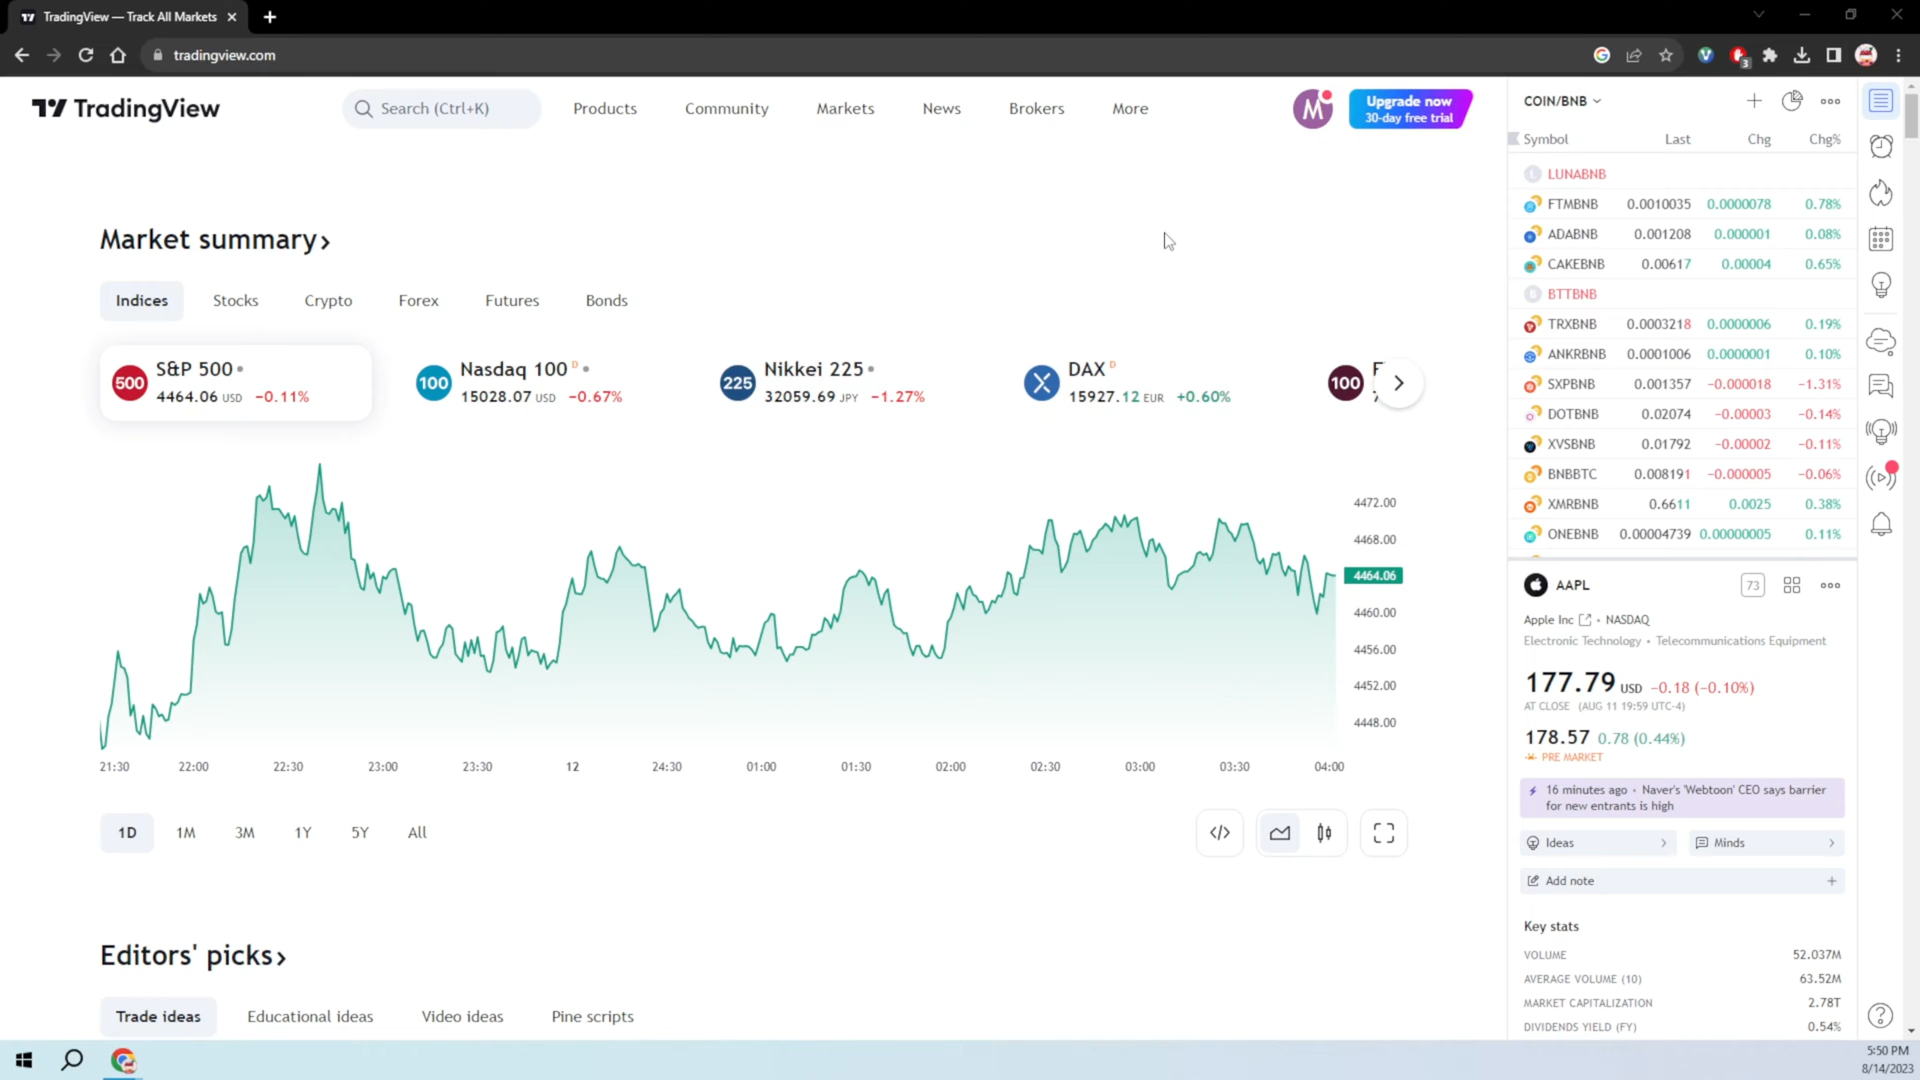 TradingView — Track All Markets
tradingview.com
3
TradingView
Search (Ctrl+K)
Products
Community
Markets
News
Brokers
More
M
Upgrade now
30-day free trial
Market summary
Indices
Stocks
Crypto
Forex
Futures
Bonds
500
S&P 500
4464.06 USD −0.11%
100
Nasdaq 100 D
15028.07 USD −0.67%
225
Nikkei 225
32059.69 JPY −1.27%
DAX D
15927.12 EUR +0.60%
100
4472.00
4468.00
4464.06
4460.00
4456.00
4452.00
4448.00
21:30
22:00
22:30
23:00
23:30
12
24:30
01:00
01:30
02:00
02:30
03:00
03:30
04:00
1D
1M
3M
1Y
5Y
All
Editors' picks
Trade ideas
Educational ideas
Video ideas
Pine scripts
COIN/BNB
Symbol Last Chg Chg%
L LUNABNB
FTMBNB 0.0010035 0.0000078 0.78%
ADABNB 0.001208 0.000001 0.08%
CAKEBNB 0.00617 0.00004 0.65%
B BTTBNB
TRXBNB 0.0003218 0.0000006 0.19%
ANKRBNB 0.0001006 0.0000001 0.10%
SXPBNB 0.001357 −0.000018 −1.31%
DOTBNB 0.02074 −0.00003 −0.14%
XVSBNB 0.01792 −0.00002 −0.11%
BNBBTC 0.008191 −0.000005 −0.06%
XMRBNB 0.6611 0.0025 0.38%
ONEBNB 0.00004739 0.00000005 0.11%
AAPL
73
Apple Inc • NASDAQ
Electronic Technology • Telecommunications Equipment
177.79 USD −0.18 (−0.10%)
AT CLOSE (AUG 11 19:59 UTC-4)
178.57 0.78 (0.44%)
PRE MARKET
16 minutes ago • Naver's 'Webtoon' CEO says barrier
for new entrants is high
Ideas
Minds
Add note
Key stats
VOLUME 52.037M
AVERAGE VOLUME (10) 63.52M
MARKET CAPITALIZATION 2.78T
DIVIDENDS YIELD (FY) 0.54%
5:50 PM
8/14/2023